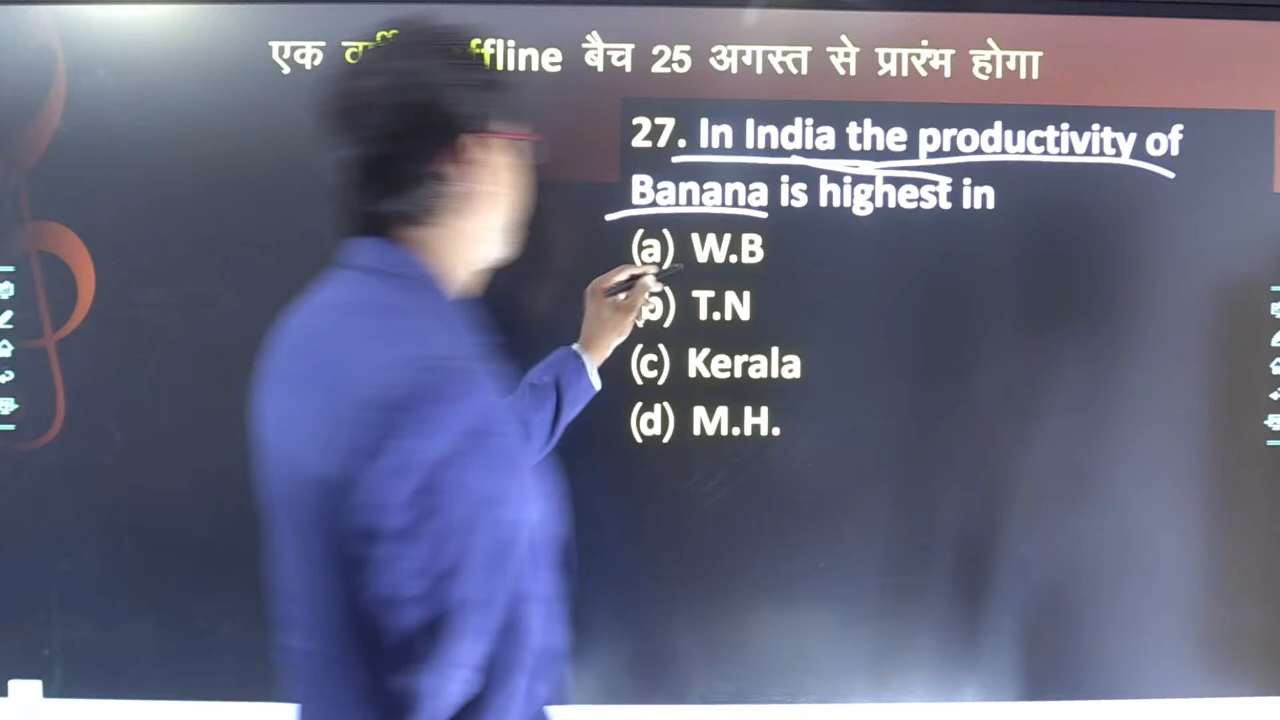 एक ffline बैच 25 अगस्त से प्रारंभ होगा
27. In India the productivity of
Banana is highest in
(a) W.B
(b) T.N
(c) Kerala
(d) M.H.